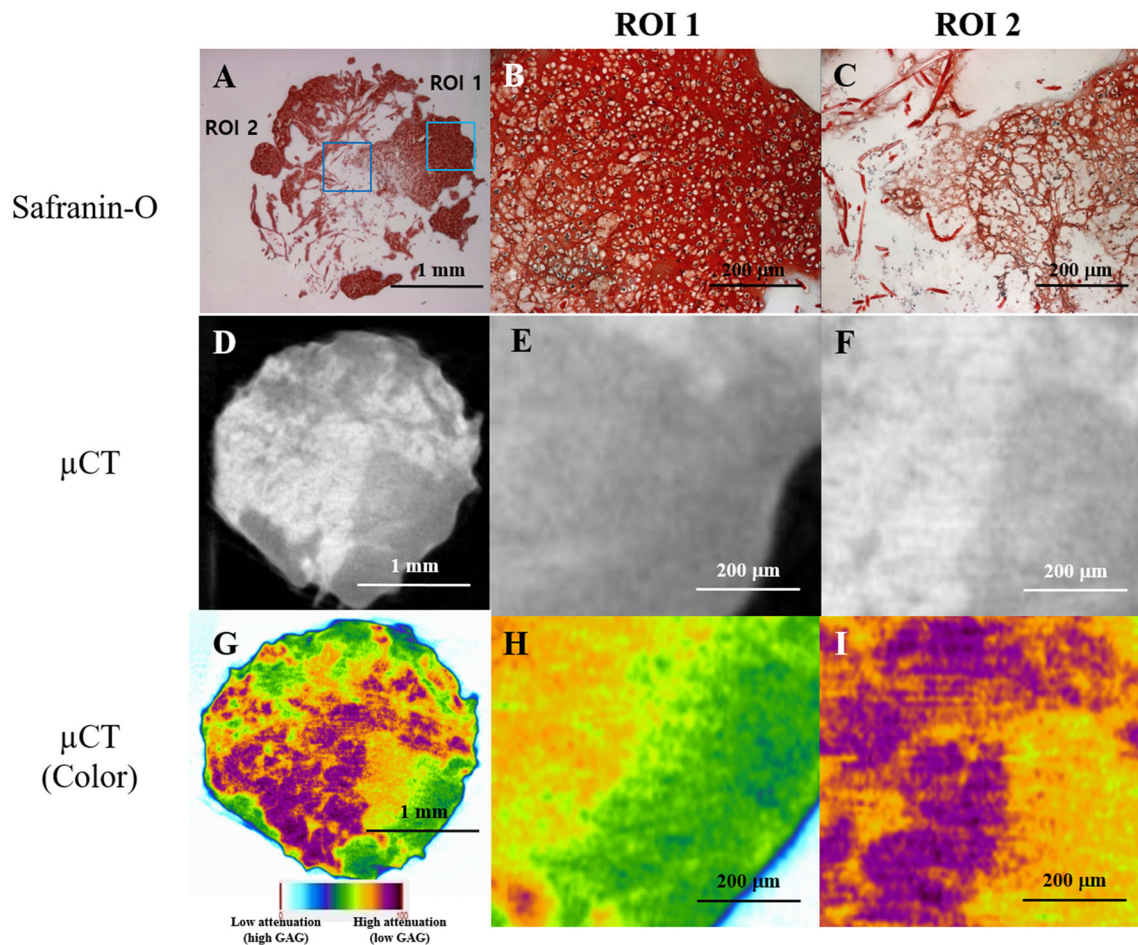 ROI 1
ROI 2
Safranin-O
A
ROI 1
ROI 2
1 mm
B
200 µm
C
200 µm
µCT
D
1 mm
E
200 µm
F
200 µm
µCT
(Color)
G
1 mm
0
100
Low attenuation
(high GAG)
High attenuation
(low GAG)
H
200 µm
I
200 µm